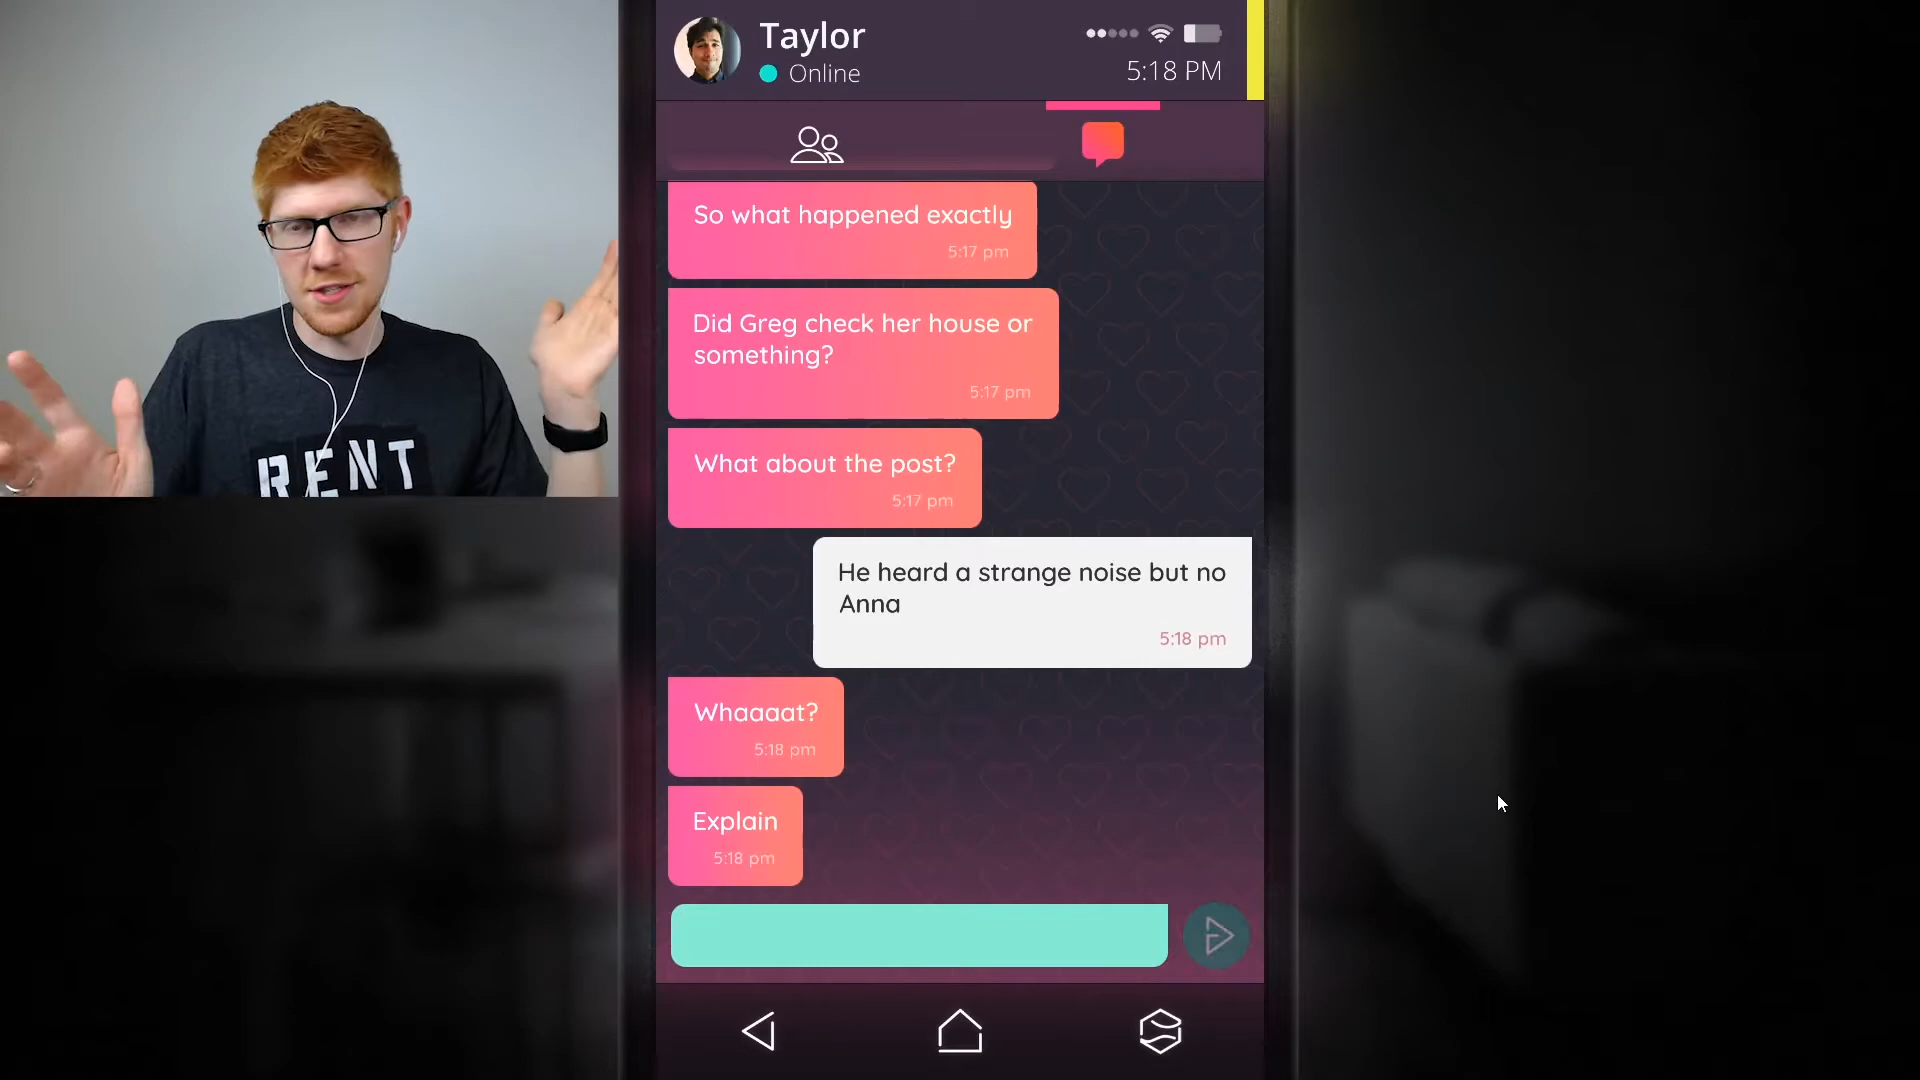 Taylor
Online
5:18 PM
So what happened exactly
5:17 pm
Did Greg check her house or
something?
5:17 pm
What about the post?
5:17 pm
He heard a strange noise but no
Anna
5:18 pm
Whaaaat?
5:18 pm
Explain
5:18 pm
RENT